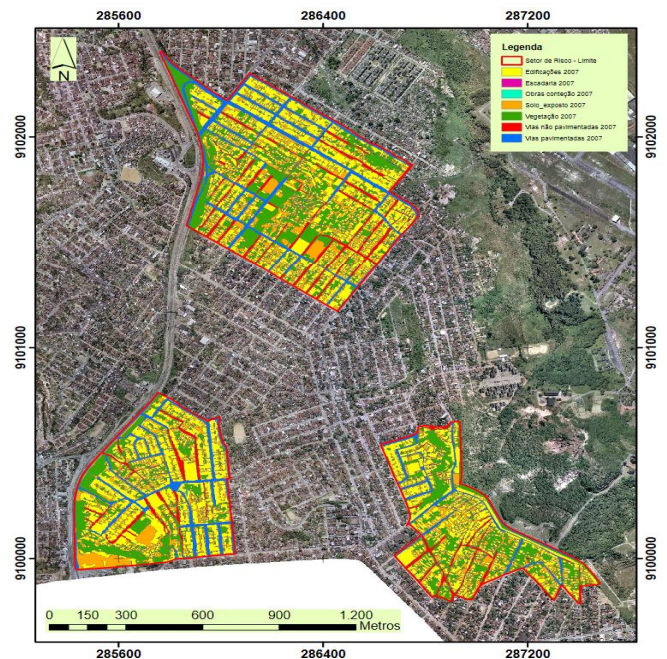 285600 286400 287200
N
Legenda
Setor de Risco - Limite
Edificações 2007
Escadaria 2007
Obras conteção 2007
Solo_exposto 2007
Vegetação 2007
Vias não pavimentadas 2007
Vias pavimentadas 2007
9102000 9102000
9101000 9101000
9100000 9100000
0 150 300 600 900 1.200
Metros
285600 286400 287200